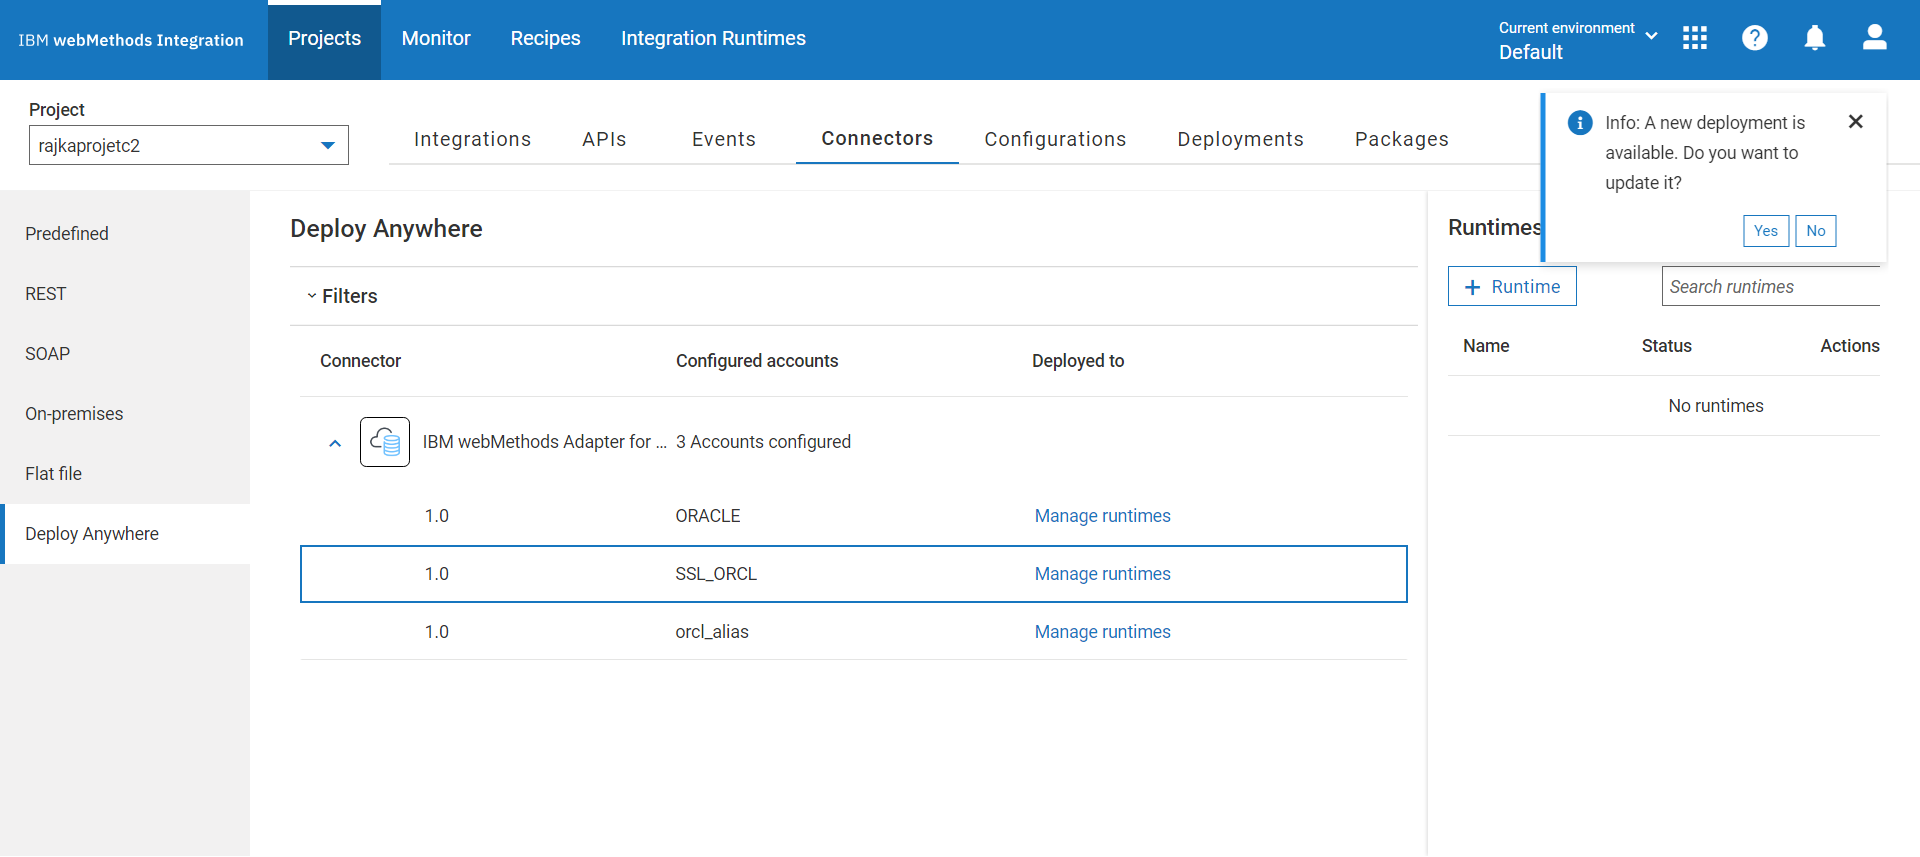 IBM webMethods Integration
Projects
Monitor
Recipes
Integration Runtimes
Current environment
Default
Project
rajkaprojetc2
Integrations
APIs
Events
Connectors
Configurations
Deployments
Packages
Info: A new deployment is
available. Do you want to
update it?
Yes
No
Predefined
REST
SOAP
On-premises
Flat file
Deploy Anywhere
Deploy Anywhere
Filters
Connector
Configured accounts
Deployed to
IBM webMethods Adapter for ...
3 Accounts configured
1.0
ORACLE
Manage runtimes
1.0
SSL_ORCL
Manage runtimes
1.0
orcl_alias
Manage runtimes
Runtimes
+ Runtime
Search runtimes
Name
Status
Actions
No runtimes